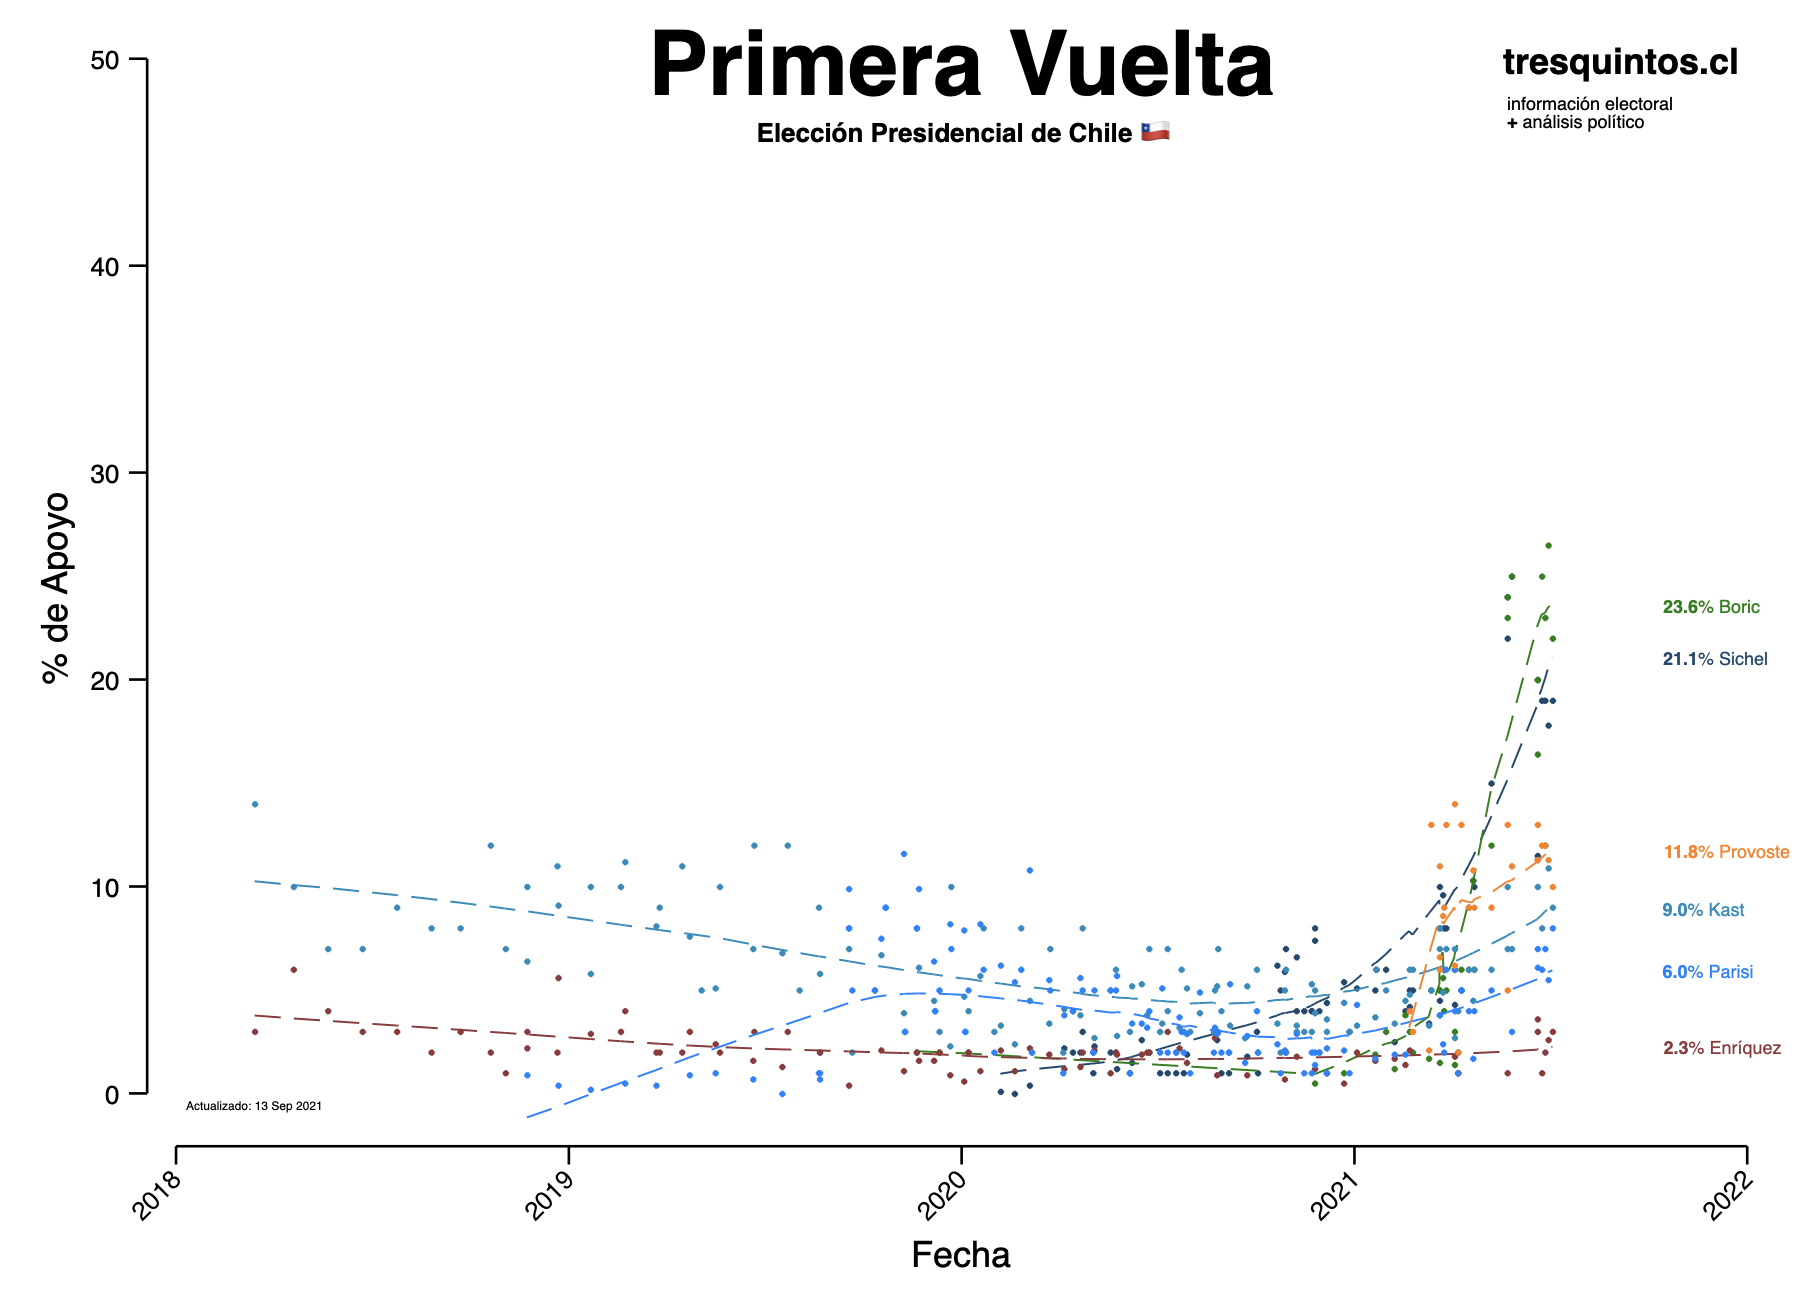 Primera Vuelta
Elección Presidencial de Chile 🇨🇱
tresquintos.cl
información electoral
+ análisis político
% de Apoyo
50
40
30
20
10
0
23.6% Boric
21.1% Sichel
11.8% Provoste
9.0% Kast
6.0% Parisi
2.3% Enríquez
Actualizado: 13 Sep 2021
2018
2019
2020
2021
2022
Fecha